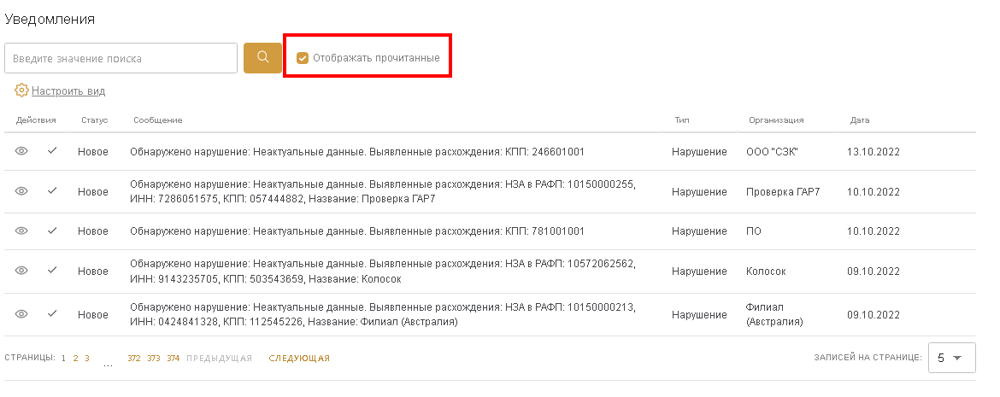 Уведомления
Введите значение поиска
Отображать прочитанные
Настроить вид
Действия Статус Сообщение Тип Организация Дата
Новое Обнаружено нарушение: Неактуальные данные. Выявленные расхождения: КПП: 246601001 Нарушение ООО "СЗК" 13.10.2022
Обнаружено нарушение: Неактуальные данные. Выявленные расхождения: НЗА в РАФП: 10150000255,
Новое Нарушение Проверка ГАР7 10.10.2022
ИНН: 7286051575, КПП: 057444882, Название: Проверка ГАР7
Новое Обнаружено нарушение: Неактуальные данные. Выявленные расхождения: КПП: 781001001 Нарушение ПО 10.10.2022
Обнаружено нарушение: Неактуальные данные. Выявленные расхождения: НЗА в РАФП: 10572062562,
Новое Нарушение Колосок 09.10.2022
ИНН: 9143235705, КПП: 503543659, Название: Колосок
Обнаружено нарушение: Неактуальные данные. Выявленные расхождения: НЗА в РАФП: 10150000213, Филиал
Новое Нарушение 09.10.2022
ИНН: 0424841328, КПП: 112545226, Название: Филиал (Австралия) (Австралия)
СТРАНИЦЫ: 1 2 3 ... 372 373 374 ПРЕДЫДУЩАЯ СЛЕДУЮЩАЯ ЗАПИСЕЙ НА СТРАНИЦЕ: 5